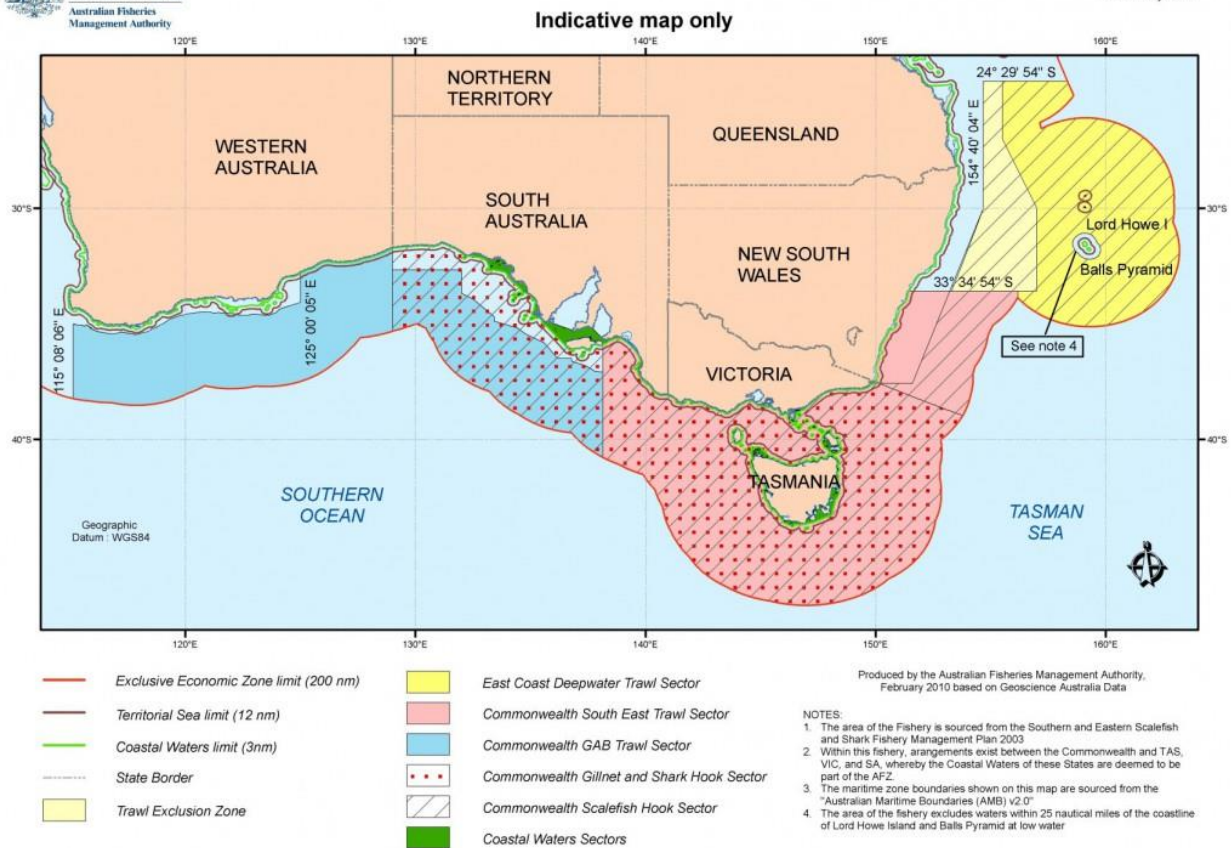 Australian Fisheries
Management Authority
Indicative map only
120°E
130°E
140°E
150°E
160°E
NORTHERN
TERRITORY
24° 29' 54" S
WESTERN
AUSTRALIA
QUEENSLAND
154° 40' 04" E
30°S
30°S
SOUTH
AUSTRALIA
Lord Howe I
NEW SOUTH
WALES
Balls Pyramid
33° 34' 54" S
115° 08' 06" E
125° 00' 05" E
See note 4
VICTORIA
40°S
40°S
TASMANIA
SOUTHERN
OCEAN
TASMAN
SEA
Geographic
Datum : WGS84
120°E
130°E
140°E
150°E
160°E
Exclusive Economic Zone limit (200 nm)
Territorial Sea limit (12 nm)
Coastal Waters limit (3nm)
State Border
Trawl Exclusion Zone
East Coast Deepwater Trawl Sector
Commonwealth South East Trawl Sector
Commonwealth GAB Trawl Sector
Commonwealth Gillnet and Shark Hook Sector
Commonwealth Scalefish Hook Sector
Coastal Waters Sectors
Produced by the Australian Fisheries Management Authority,
February 2010 based on Geoscience Australia Data
NOTES:
1. The area of the Fishery is sourced from the Southern and Eastern Scalefish
and Shark Fishery Management Plan 2003
2. Within this fishery, arangements exist between the Commonwealth and TAS,
VIC, and SA, whereby the Coastal Waters of these States are deemed to be
part of the AFZ.
3. The maritime zone boundaries shown on this map are sourced from the
"Australian Maritime Boundaries (AMB) v2.0"
4. The area of the fishery excludes waters within 25 nautical miles of the coastline
of Lord Howe Island and Balls Pyramid at low water